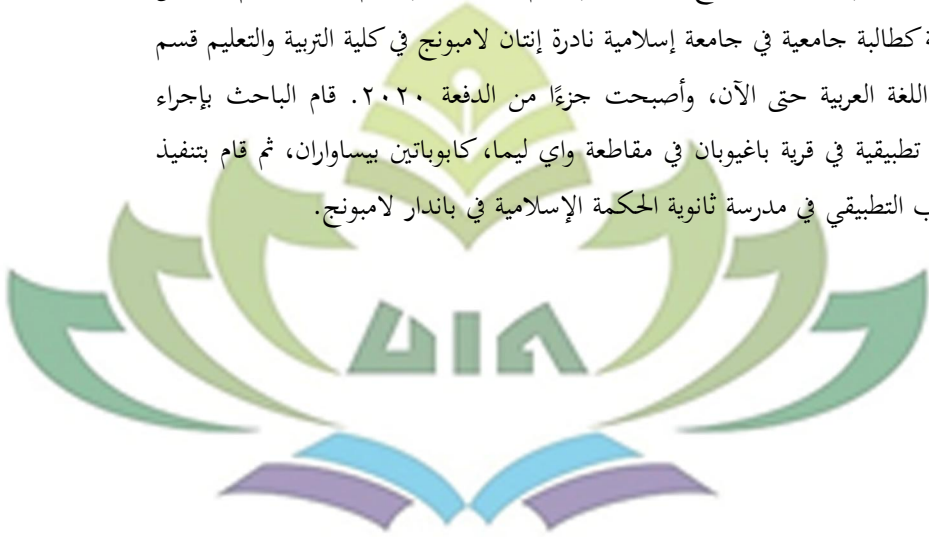 ة كطالبة جامعية في جامعة إسلامية نادرة إنتان لامبونج في كلية التربية والتعليم قسم
اللغة العربية حتى الآن، وأصبحت جزءًا من الدفعة ٢٠٢٠. قام الباحث بإجراء
تطبيقية في قرية باغيوبان في مقاطعة واي ليما، كابوباتين بيساواران، ثم قام بتنفيذ
ب التطبيقي في مدرسة ثانوية الحكمة الإسلامية في باندار لامبونج.
UIN